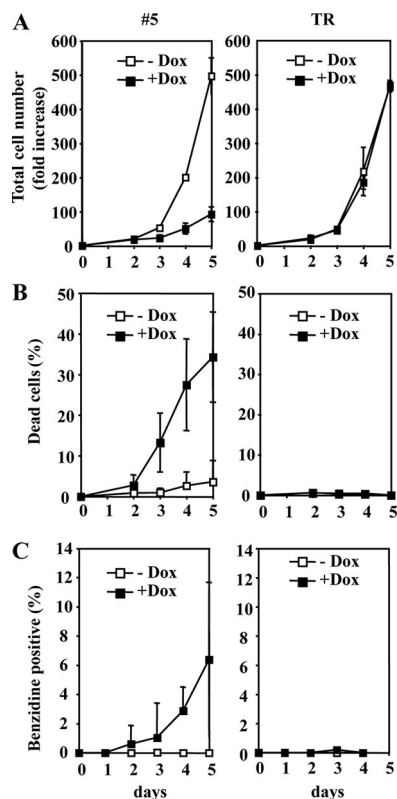 #5
TR
A
Total cell number
(fold increase)
600
500
400
300
200
100
0
- Dox
+Dox
0 1 2 3 4 5
600
500
400
300
200
100
0
- Dox
+Dox
0 1 2 3 4 5
B
Dead cells (%)
50
40
30
20
10
0
- Dox
+Dox
0 1 2 3 4 5
50
40
30
20
10
0
- Dox
+Dox
0 1 2 3 4 5
C
Benzidine positive (%)
14
12
10
8
6
4
2
0
- Dox
+Dox
0 1 2 3 4 5
days
14
12
10
8
6
4
2
0
- Dox
+Dox
0 1 2 3 4 5
days